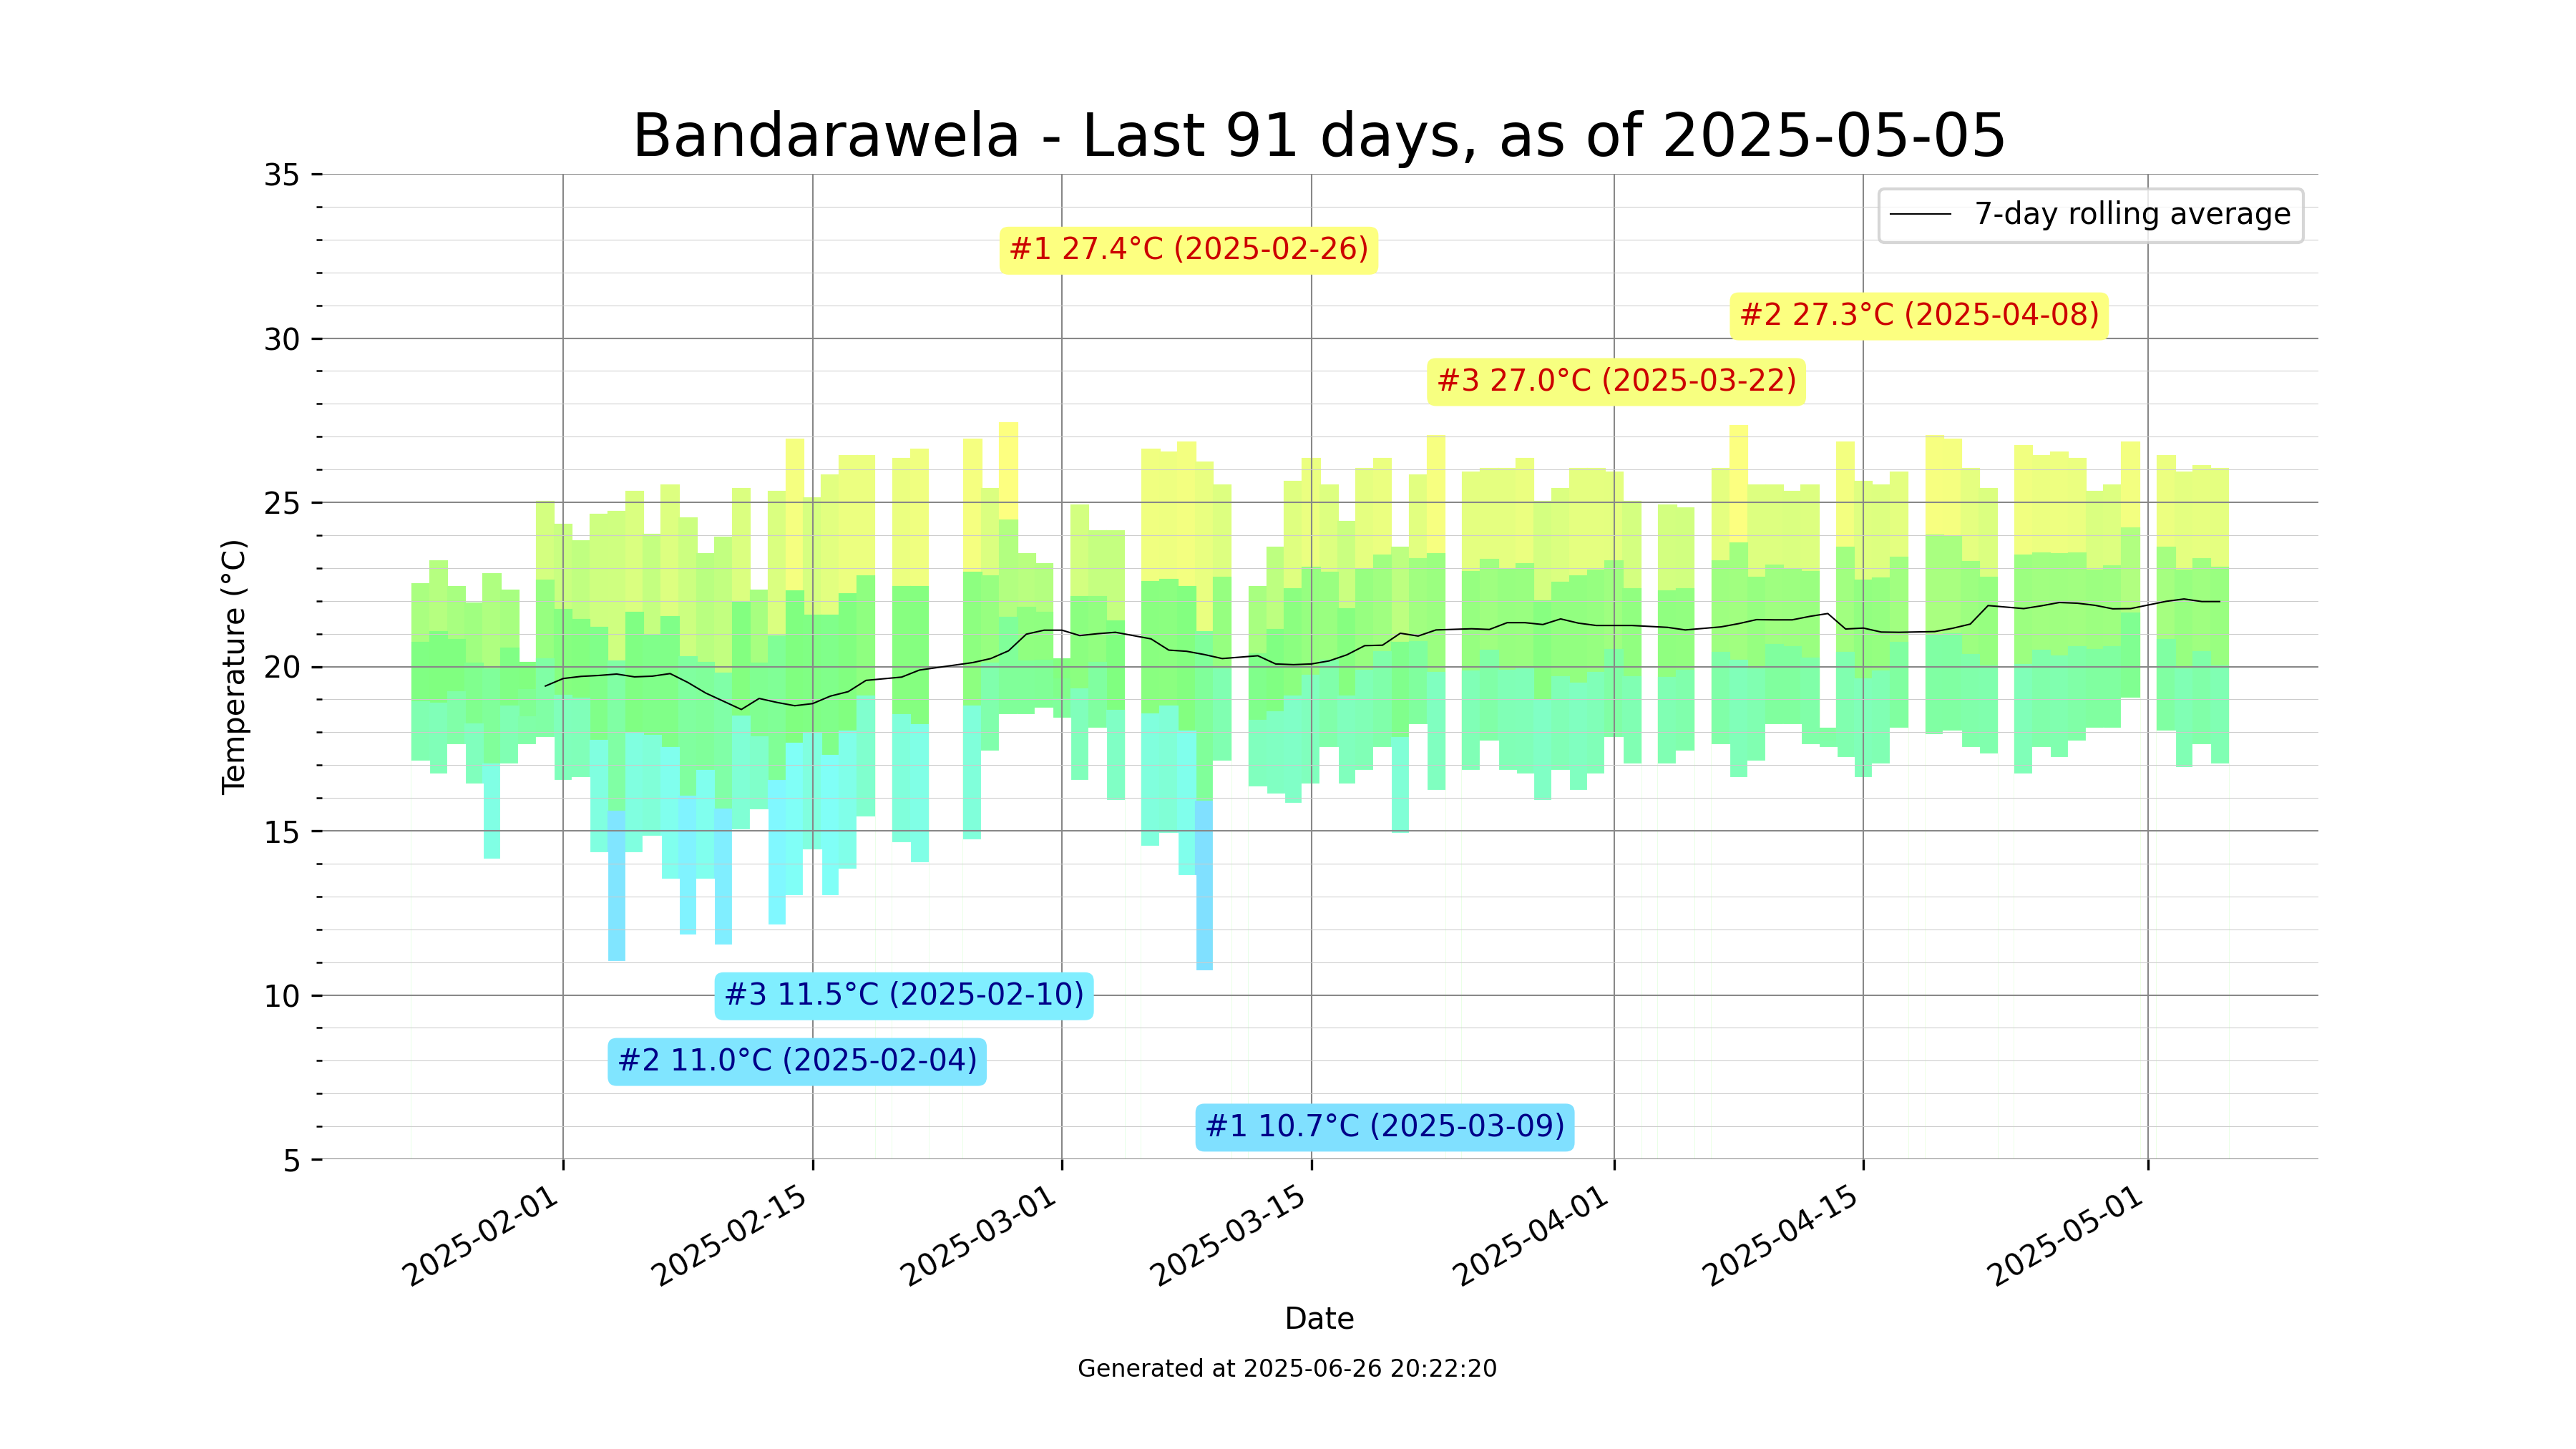 Bandarawela - Last 91 days, as of 2025-05-05
35
7-day rolling average
#1 27.4°C (2025-02-26)
#2 27.3°C (2025-04-08)
30
#3 27.0°C (2025-03-22)
25
Temperature (°C)
20
15
#3 11.5°C (2025-02-10)
10
#2 11.0°C (2025-02-04)
#1 10.7°C (2025-03-09)
5
2025-02-01
2025-02-15
2025-03-01
2025-03-15
2025-04-01
2025-04-15
2025-05-01
Date
Generated at 2025-06-26 20:22:20